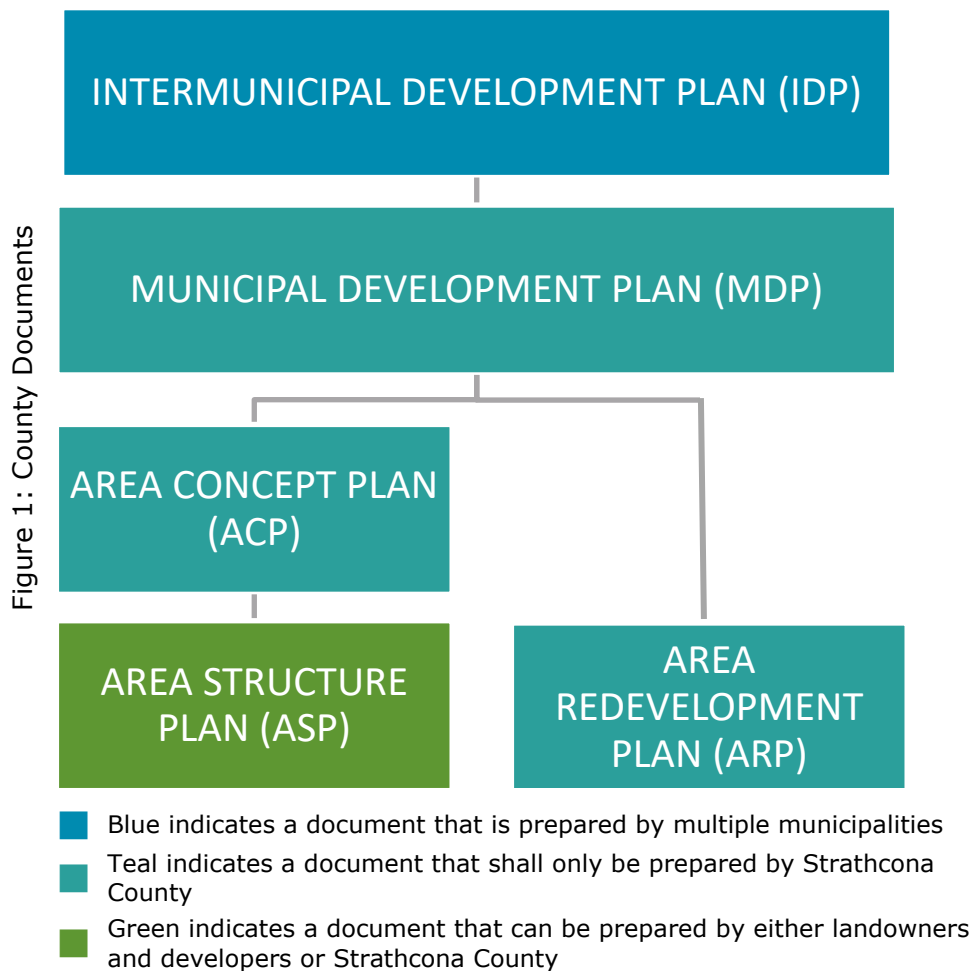 INTERMUNICIPAL DEVELOPMENT PLAN (IDP)
MUNICIPAL DEVELOPMENT PLAN (MDP)
Figure 1: County Documents
AREA CONCEPT PLAN
(ACP)
AREA STRUCTURE
PLAN (ASP)
AREA
REDEVELOPMENT
PLAN (ARP)
Blue indicates a document that is prepared by multiple municipalities
Teal indicates a document that shall only be prepared by Strathcona
County
Green indicates a document that can be prepared by either landowners
and developers or Strathcona County